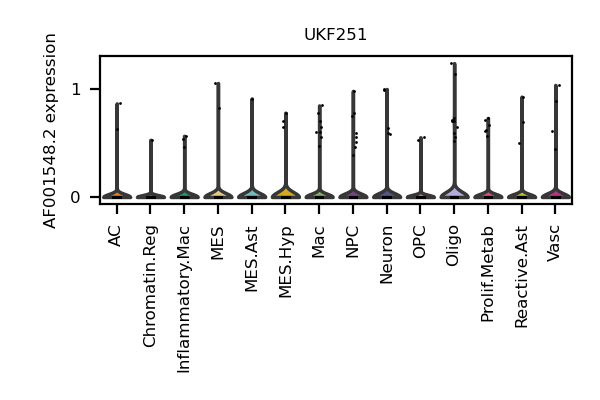 UKF251
AF001548.2 expression
1
0
AC
Chromatin.Reg
Inflammatory.Mac
MES
MES.Ast
MES.Hyp
Mac
NPC
Neuron
OPC
Oligo
Prolif.Metab
Reactive.Ast
Vasc